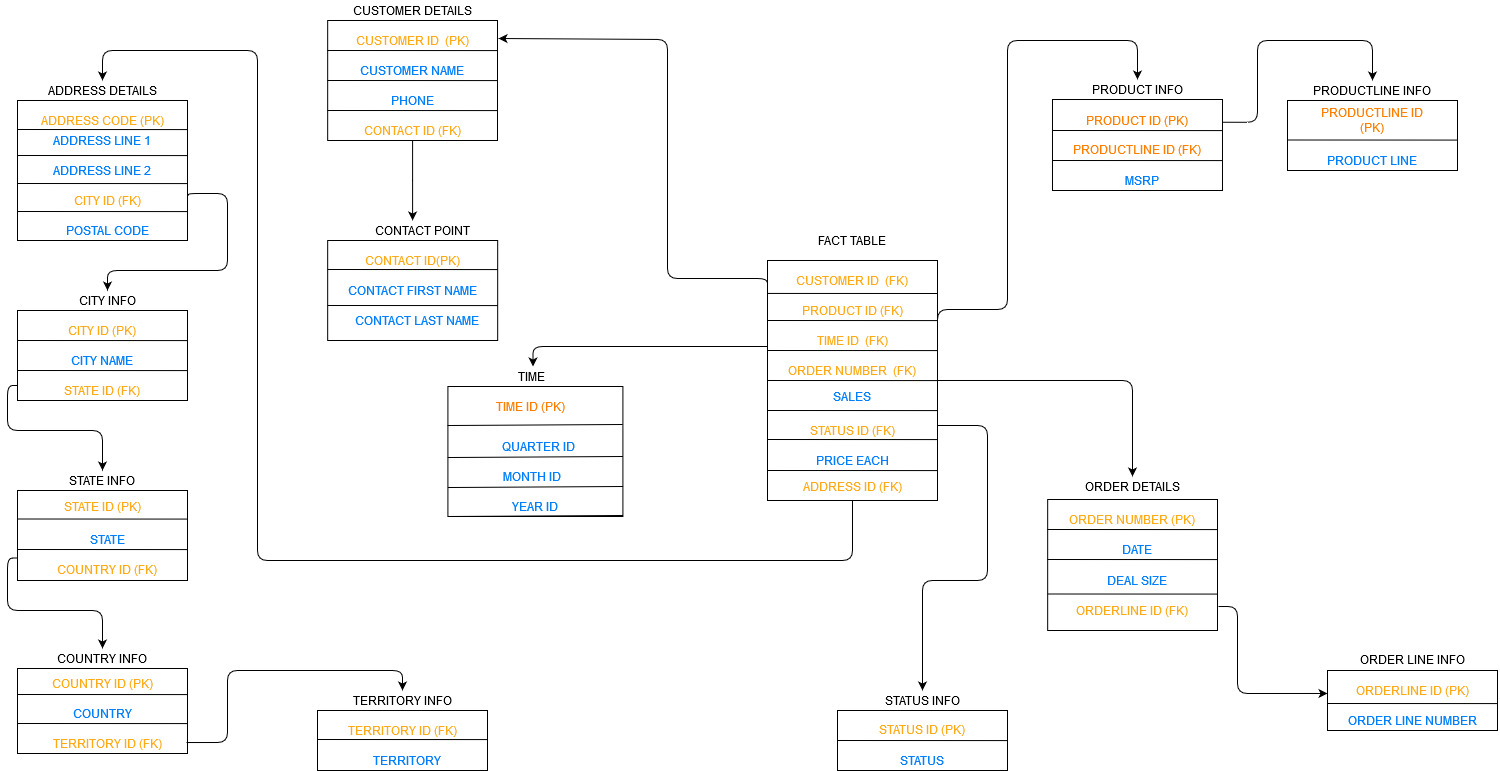 CUSTOMER DETAILS
CUSTOMER ID (PK)
CUSTOMER NAME
PHONE
CONTACT ID (FK)
ADDRESS DETAILS
ADDRESS CODE (PK)
ADDRESS LINE 1
ADDRESS LINE 2
CITY ID (FK)
POSTAL CODE
PRODUCT INFO
PRODUCT ID (PK)
PRODUCTLINE ID (FK)
MSRP
PRODUCTLINE INFO
PRODUCTLINE ID
(PK)
PRODUCT LINE
CONTACT POINT
CONTACT ID(PK)
CONTACT FIRST NAME
CONTACT LAST NAME
FACT TABLE
CUSTOMER ID (FK)
PRODUCT ID (FK)
TIME ID (FK)
ORDER NUMBER (FK)
SALES
STATUS ID (FK)
PRICE EACH
ADDRESS ID (FK)
CITY INFO
CITY ID (PK)
CITY NAME
STATE ID (FK)
TIME
TIME ID (PK)
QUARTER ID
MONTH ID
YEAR ID
STATE INFO
STATE ID (PK)
STATE
COUNTRY ID (FK)
ORDER DETAILS
ORDER NUMBER (PK)
DATE
DEAL SIZE
ORDERLINE ID (FK)
COUNTRY INFO
COUNTRY ID (PK)
COUNTRY
TERRITORY ID (FK)
TERRITORY INFO
TERRITORY ID (FK)
TERRITORY
STATUS INFO
STATUS ID (PK)
STATUS
ORDER LINE INFO
ORDERLINE ID (PK)
ORDER LINE NUMBER